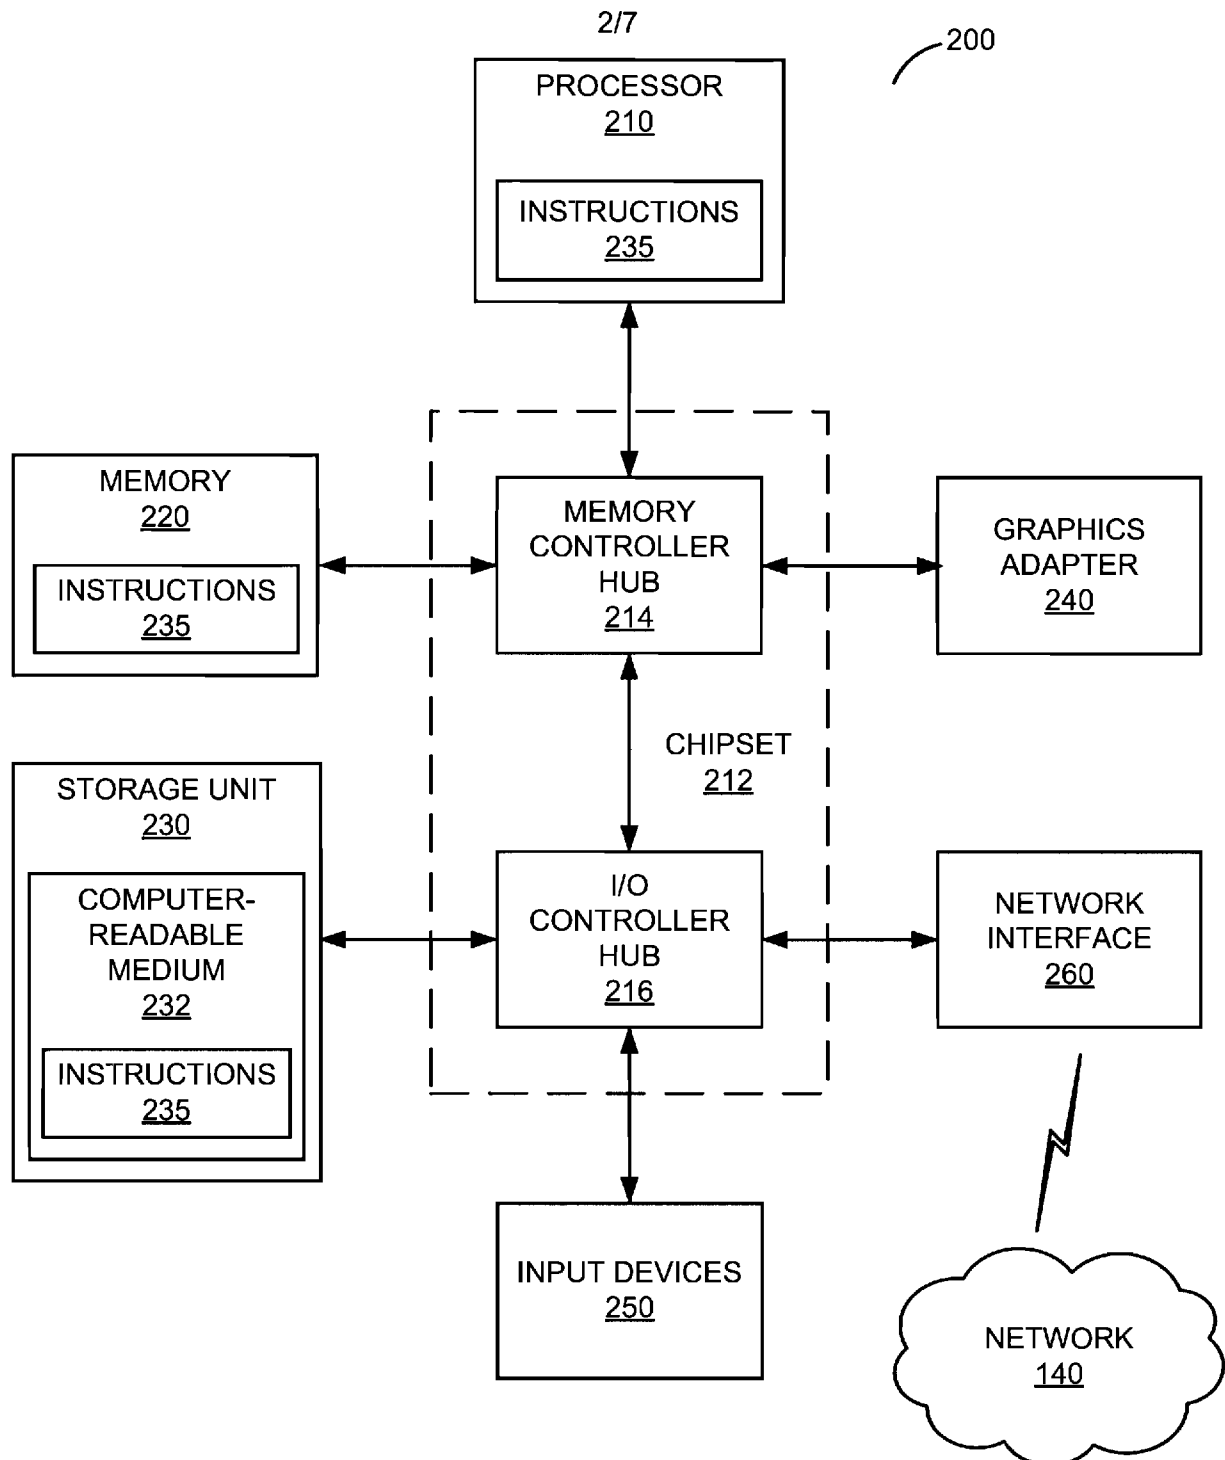 2/7
200
PROCESSOR
210
INSTRUCTIONS
235
MEMORY
220
INSTRUCTIONS
235
MEMORY
CONTROLLER
HUB
214
GRAPHICS
ADAPTER
240
CHIPSET
212
STORAGE UNIT
230
COMPUTER-
READABLE
MEDIUM
232
INSTRUCTIONS
235
I/O
CONTROLLER
HUB
216
NETWORK
INTERFACE
260
INPUT DEVICES
250
NETWORK
140